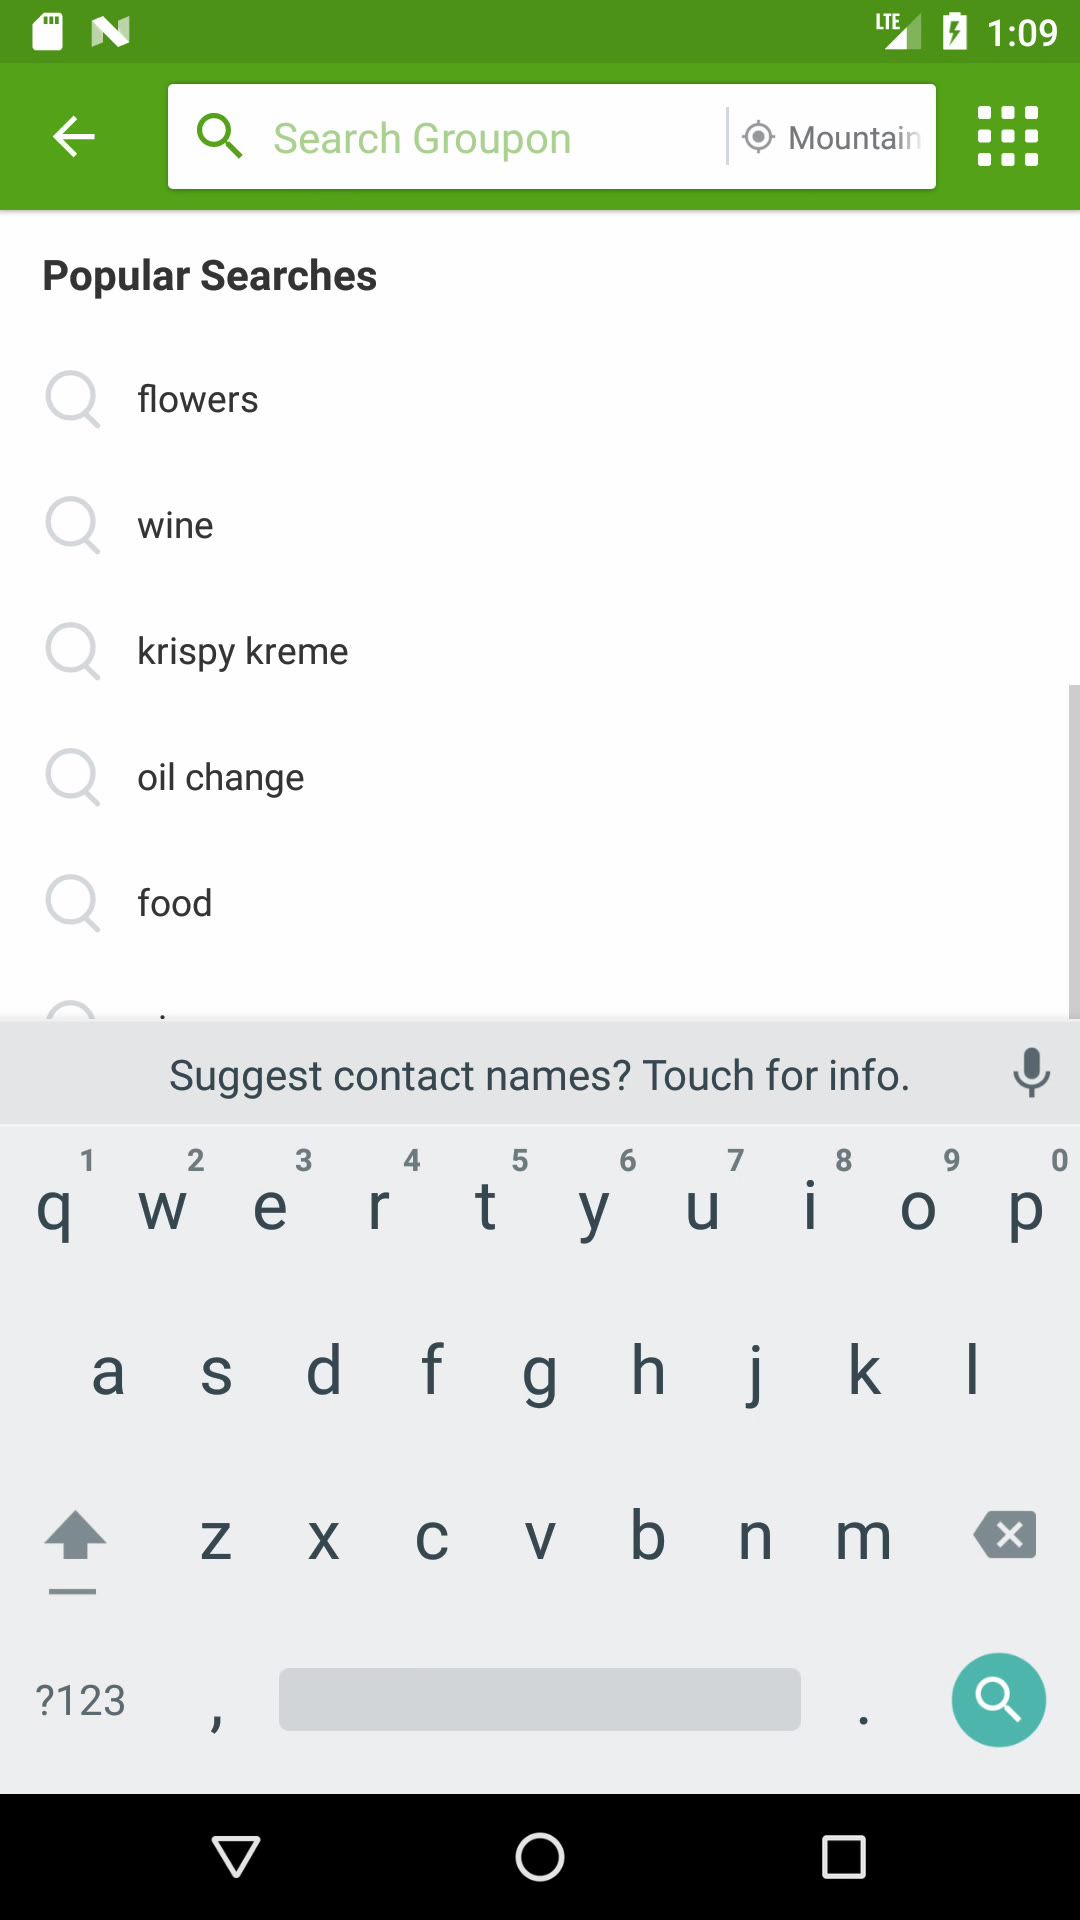 LTE 1:09
Search Groupon Mountain
Popular Searches
flowers
wine
krispy kreme
oil change
food
Suggest contact names? Touch for info.
1 2 3 4 5 6 7 8 9 0
q w e r t y u i o p
a s d f g h j k l
z x c v b n m
?123 , .